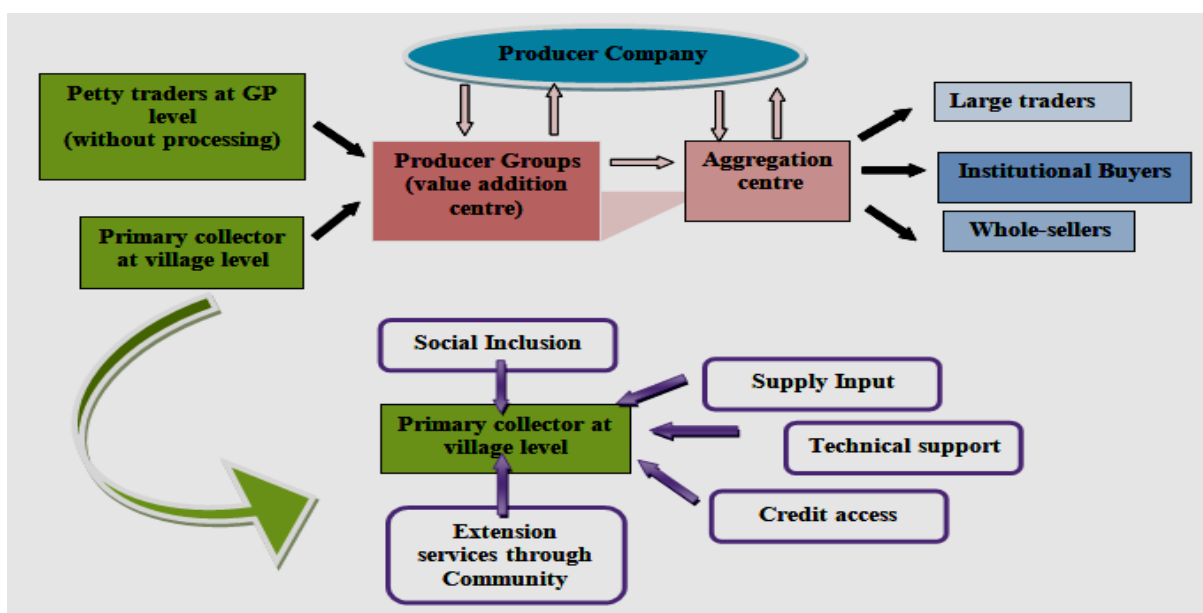 Producer Company
Petty traders at GP
level
(without processing)
Large traders
Producer Groups
(value addition
centre)
Aggregation
centre
Institutional Buyers
Primary collector
at village level
Whole-sellers
Social Inclusion
Supply Input
Primary collector at
village level
Technical support
Credit access
Extension
services through
Community